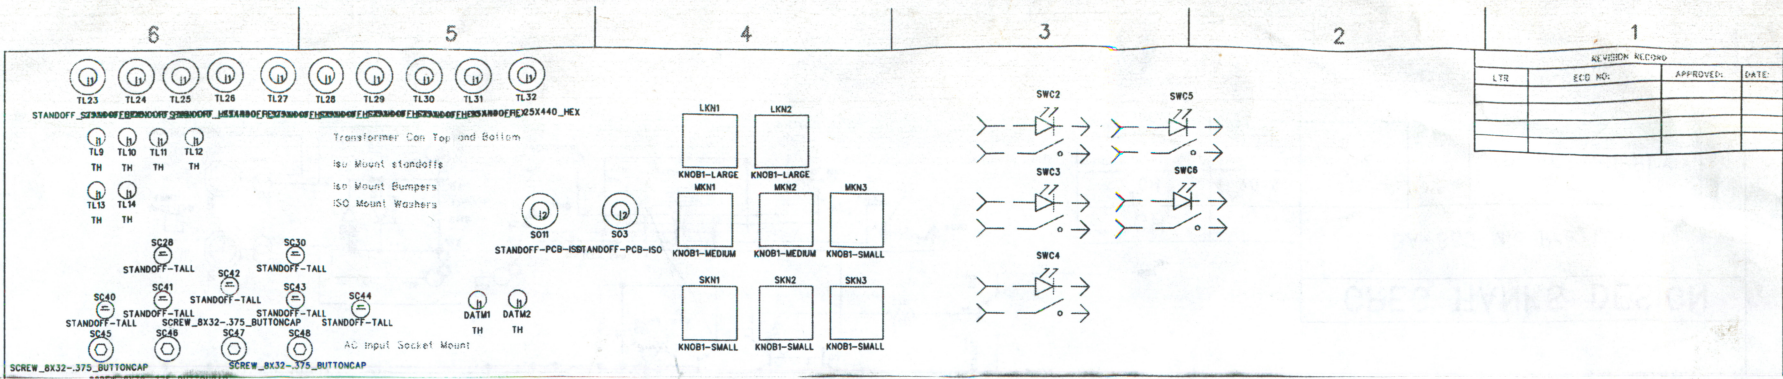 6 5 4 3 2 1
REVISION RECORD
LTR ECO NO: APPROVED: DATE:
TL23 TL24 TL25 TL26 TL27 TL28 TL29 TL30 TL31 TL32
TL9 TL10 TL11 TL12
TH TH TH TH
Transformer Can Top and Bottom
Iso Mount standoffs
Iso Mount Bumpers
ISO Mount Washers
TL13 TL14
TH TH
SO11 SO3
STANDOFF-PCB-ISO
SC28 SC30
STANDOFF-TALL STANDOFF-TALL
SC42
STANDOFF-TALL
SC40 SC41 SC43 SC44
STANDOFF-TALL STANDOFF-TALL STANDOFF-TALL
SCREW_8X32-.375_BUTTONCAP
SC45 SC46 SC47 SC48
SCREW_8X32-.375_BUTTONCAP SCREW_8X32-.375_BUTTONCAP
DATM1 DATM2
TH TH
AC Input Socket Mount
LKN1 LKN2
KNOB1-LARGE KNOB1-LARGE
MKN1 MKN2 MKN3
KNOB1-MEDIUM KNOB1-MEDIUM KNOB1-SMALL
SKN1 SKN2 SKN3
KNOB1-SMALL KNOB1-SMALL KNOB1-SMALL
SWC2 SWC5
SWC3 SWC6
SWC4